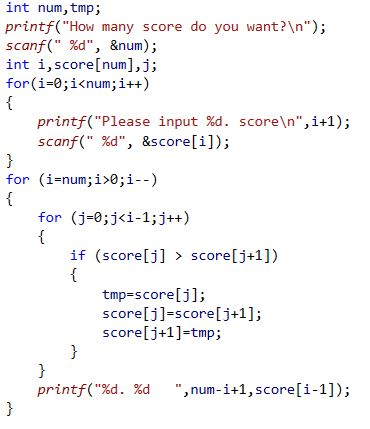 int num,tmp;
printf("How many score do you want?\n");
scanf(" %d", &num);
int i,score[num],j;
for(i=0;i<num;i++)
{
    printf("Please input %d. score\n",i+1);
    scanf(" %d", &score[i]);
}
for (i=num;i>0;i--)
{
    for (j=0;j<i-1;j++)
    {
        if (score[j] > score[j+1])
        {
            tmp=score[j];
            score[j]=score[j+1];
            score[j+1]=tmp;
        }
    }
    printf("%d. %d   ",num-i+1,score[i-1]);
}